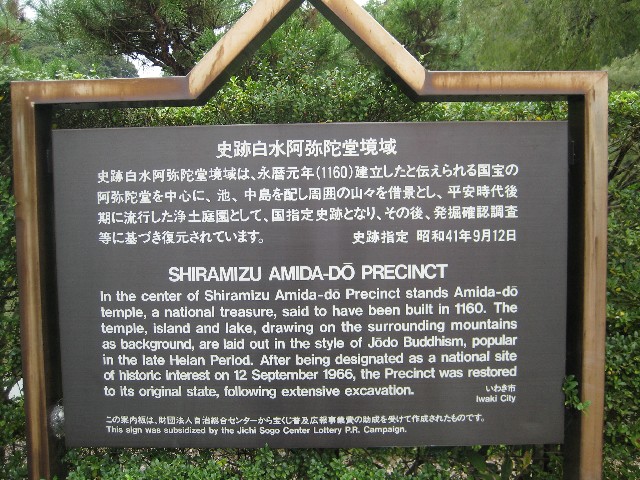 史跡白水阿弥陀堂境域
史跡白水阿弥陀堂境域は、永暦元年(1160)建立したと伝えられる国宝の
阿弥陀堂を中心に、池、中島を配し周囲の山々を借景とし、平安時代後
期に流行した浄土庭園として、国指定史跡となり、その後、発掘確認調査
等に基づき復元されています。 史跡指定 昭和41年9月12日
SHIRAMIZU AMIDA-DŌ PRECINCT
In the center of Shiramizu Amida-dō Precinct stands Amida-dō
temple, a national treasure, said to have been built in 1160. The
temple, island and lake, drawing on the surrounding mountains
as background, are laid out in the style of Jōdo Buddhism, popular
in the late Heian Period. After being designated as a national site
of historic interest on 12 September 1966, the Precinct was restored
to its original state, following extensive excavation.
いわき市
Iwaki City
この案内板は、財団法人自治総合センターから宝くじ普及広報事業費の助成を受けて作成されたものです。
This sign was subsidized by the Jichi Sogo Center Lottery P.R. Campaign.